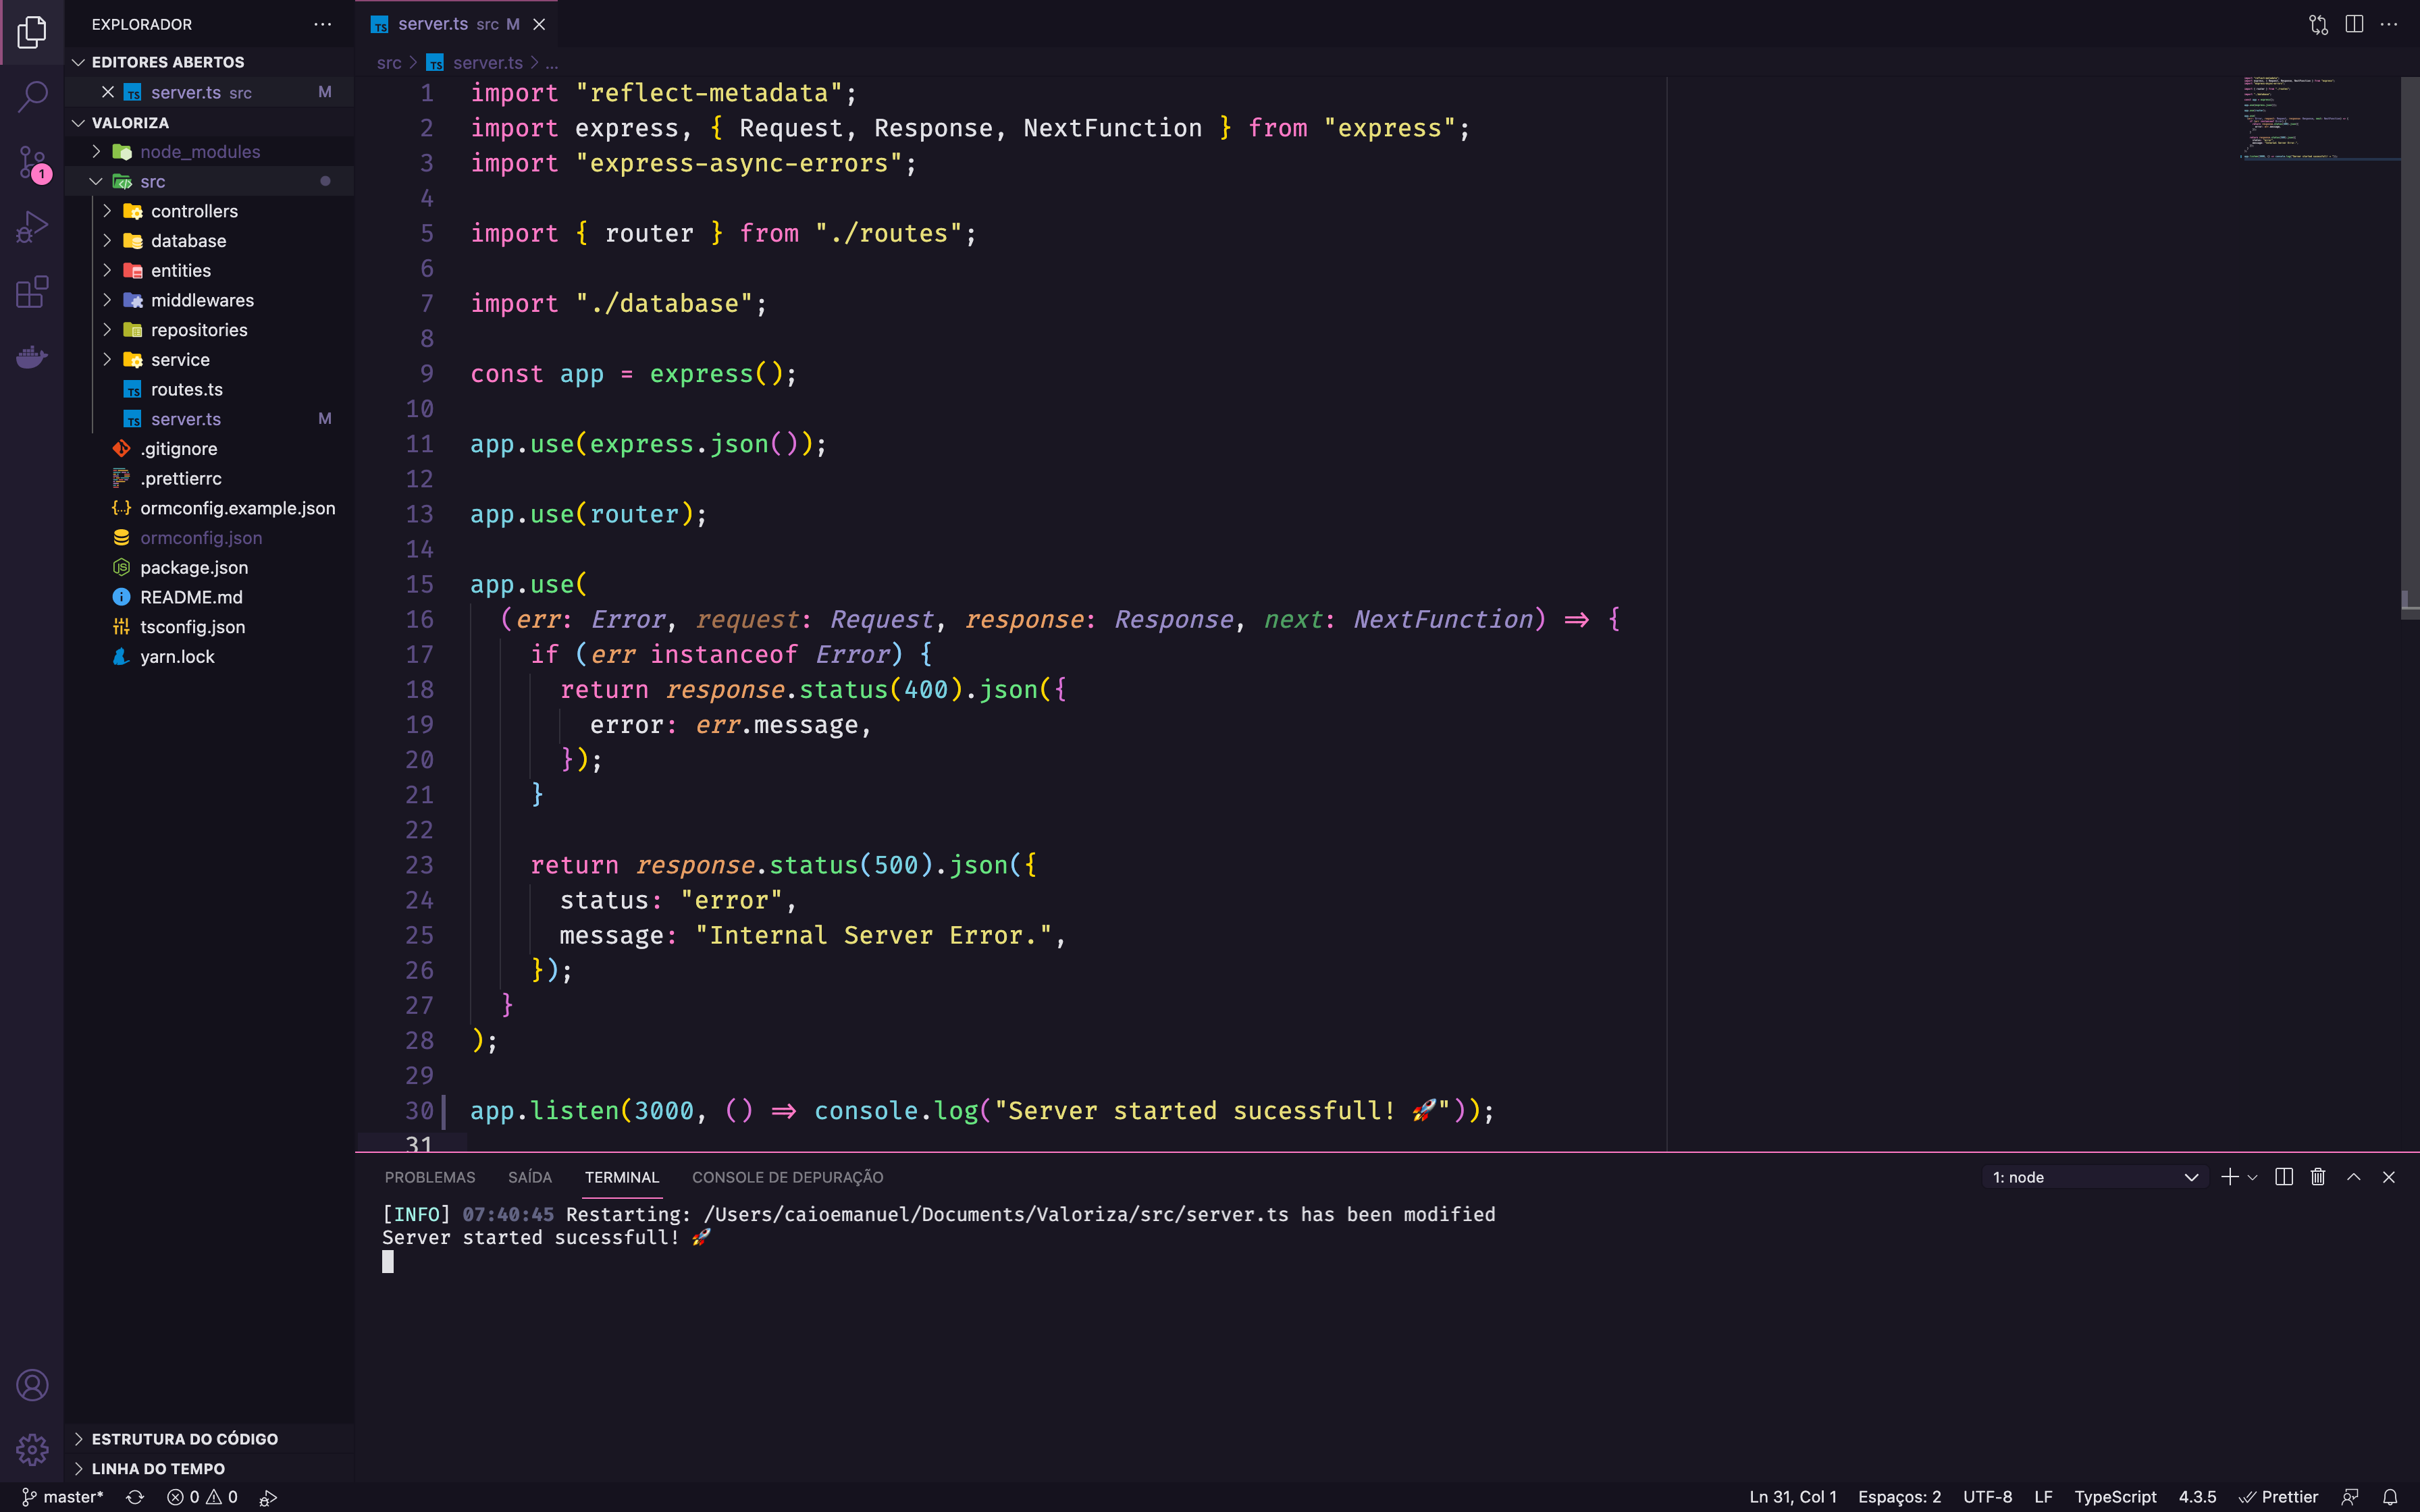 EXPLORADOR
EDITORES ABERTOS
server.ts src M
VALORIZA
node_modules
src
controllers
database
entities
middlewares
repositories
service
routes.ts
server.ts M
.gitignore
.prettierrc
ormconfig.example.json
ormconfig.json
package.json
README.md
tsconfig.json
yarn.lock
ESTRUTURA DO CÓDIGO
LINHA DO TEMPO
server.ts src M
src > server.ts > ...
1 import "reflect-metadata";
2 import express, { Request, Response, NextFunction } from "express";
3 import "express-async-errors";
4
5 import { router } from "./routes";
6
7 import "./database";
8
9 const app = express();
10
11 app.use(express.json());
12
13 app.use(router);
14
15 app.use(
16 (err: Error, request: Request, response: Response, next: NextFunction) => {
17 if (err instanceof Error) {
18 return response.status(400).json({
19 error: err.message,
20 });
21 }
22
23 return response.status(500).json({
24 status: "error",
25 message: "Internal Server Error.",
26 });
27 }
28 );
29
30 app.listen(3000, () => console.log("Server started sucessfull! 🚀"));
31
PROBLEMAS SAÍDA TERMINAL CONSOLE DE DEPURAÇÃO 1: node
[INFO] 07:40:45 Restarting: /Users/caioemanuel/Documents/Valoriza/src/server.ts has been modified
Server started sucessfull! 🚀
master* 0 0 Ln 31, Col 1 Espaços: 2 UTF-8 LF TypeScript 4.3.5 Prettier